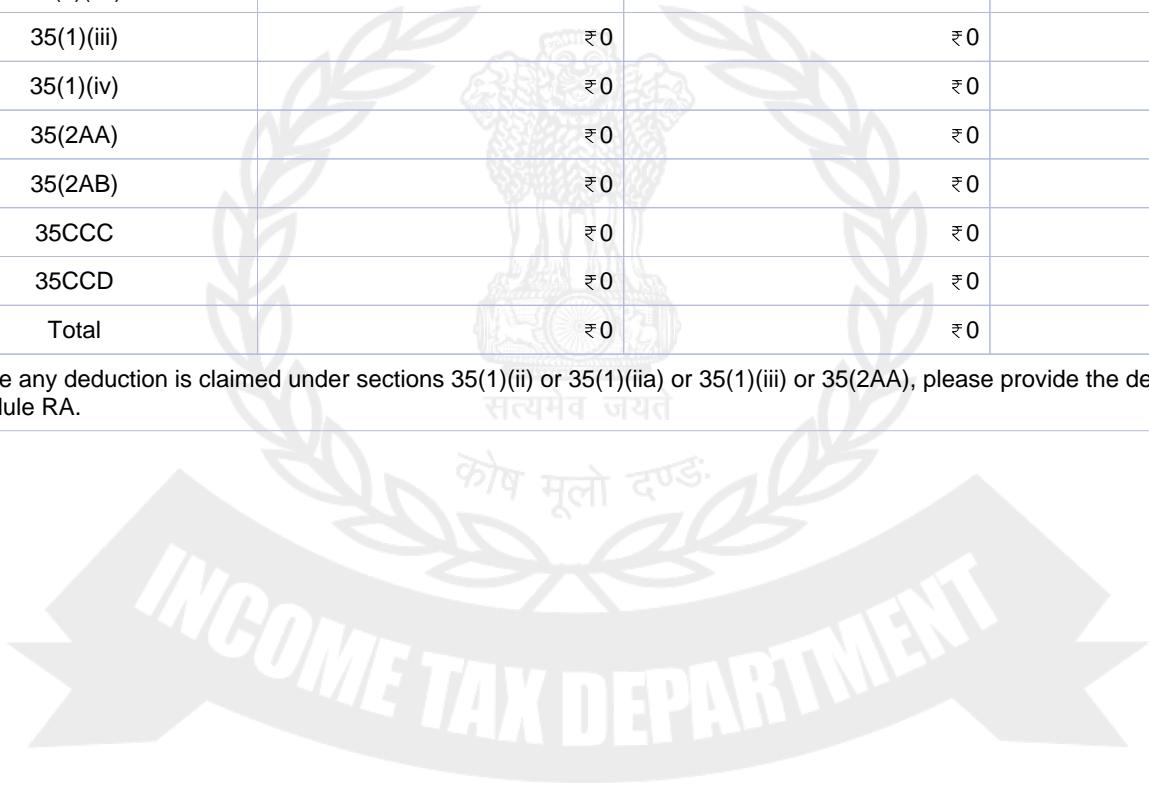 35(1)(iii) ₹0 ₹0
35(1)(iv) ₹0 ₹0
35(2AA) ₹0 ₹0
35(2AB) ₹0 ₹0
35CCC ₹0 ₹0
35CCD ₹0 ₹0
Total ₹0 ₹0
e any deduction is claimed under sections 35(1)(ii) or 35(1)(iia) or 35(1)(iii) or 35(2AA), please provide the de
lule RA.
सत्यमेव जयते
कोष मूलो दण्डः
INCOME TAX DEPARTMENT